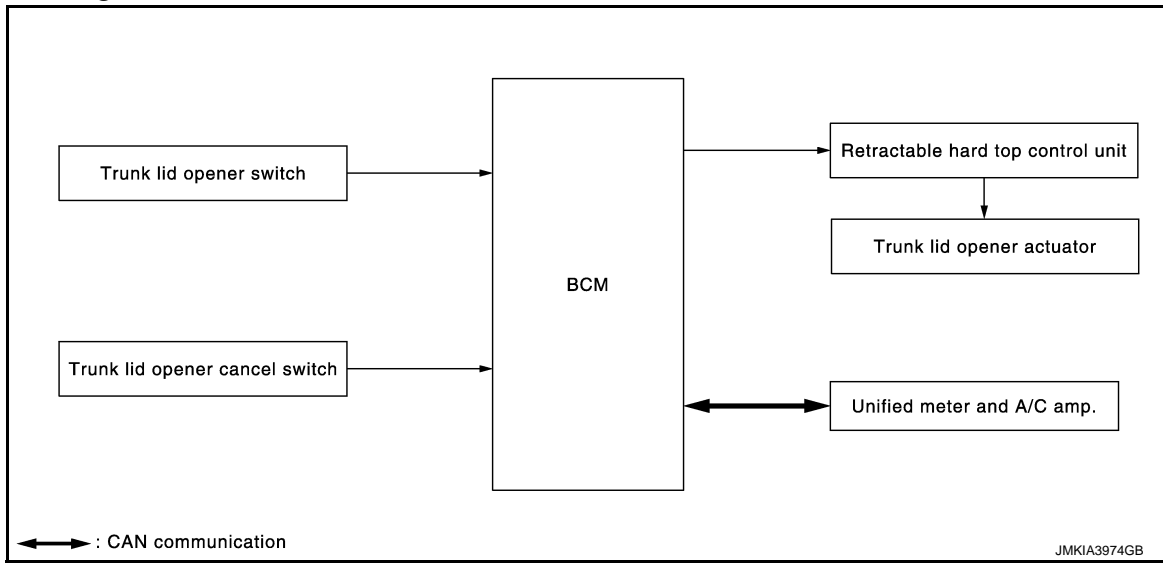 Trunk lid opener switch
Trunk lid opener cancel switch
BCM
Retractable hard top control unit
Trunk lid opener actuator
Unified meter and A/C amp.
: CAN communication
JMKIA3974GB